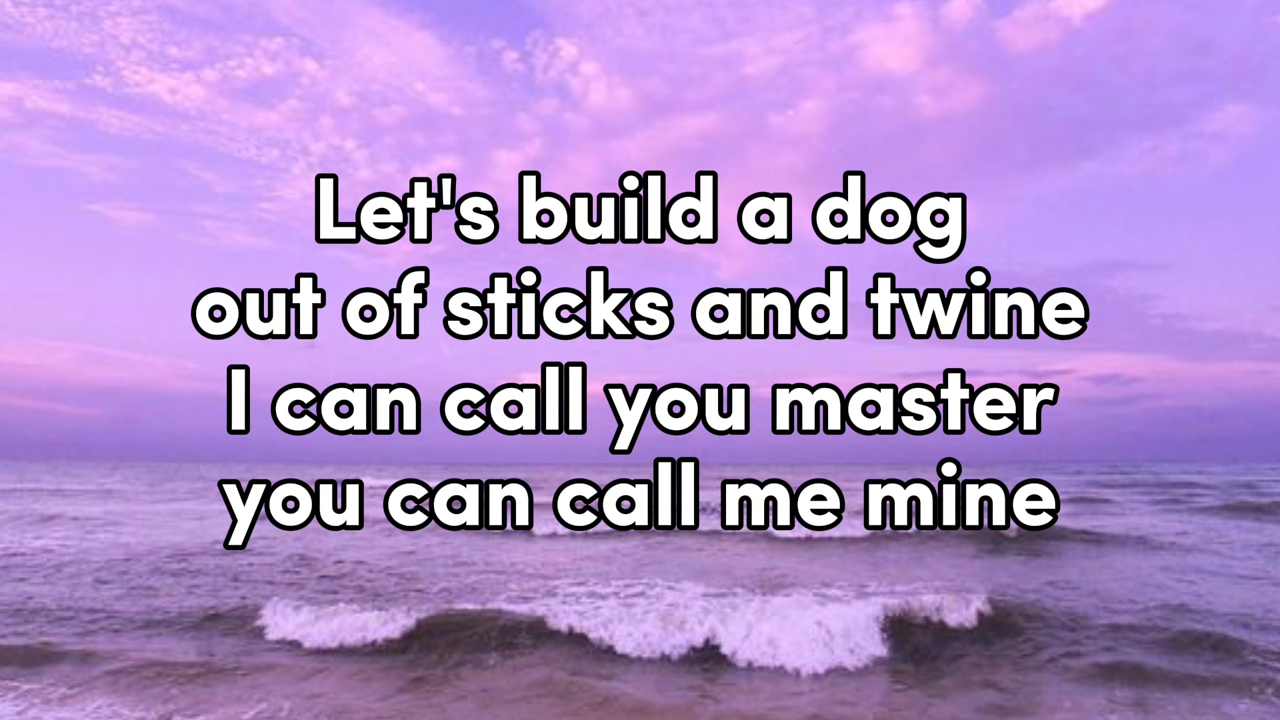 Let's build a dog
out of sticks and twine
I can call you master
you can call me mine